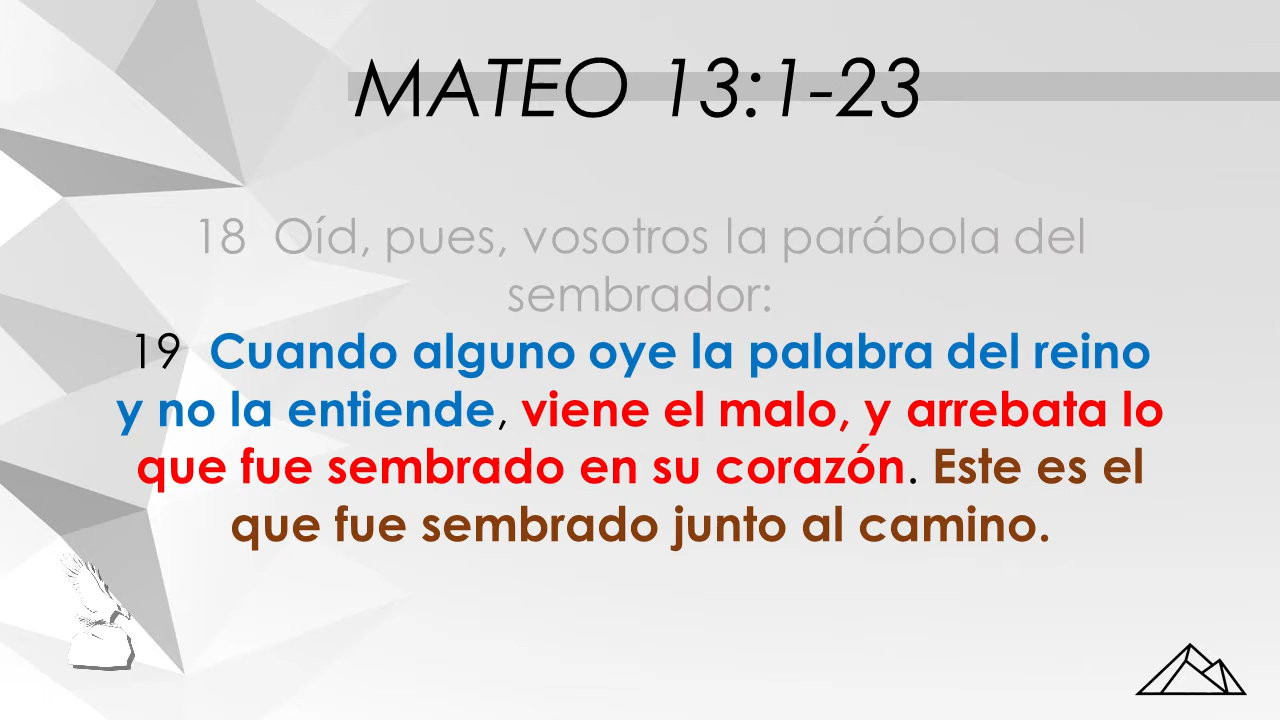 MATEO 13:1-23
18 Oíd, pues, vosotros la parábola del
sembrador:
19 Cuando alguno oye la palabra del reino
y no la entiende, viene el malo, y arrebata lo
que fue sembrado en su corazón. Este es el
que fue sembrado junto al camino.